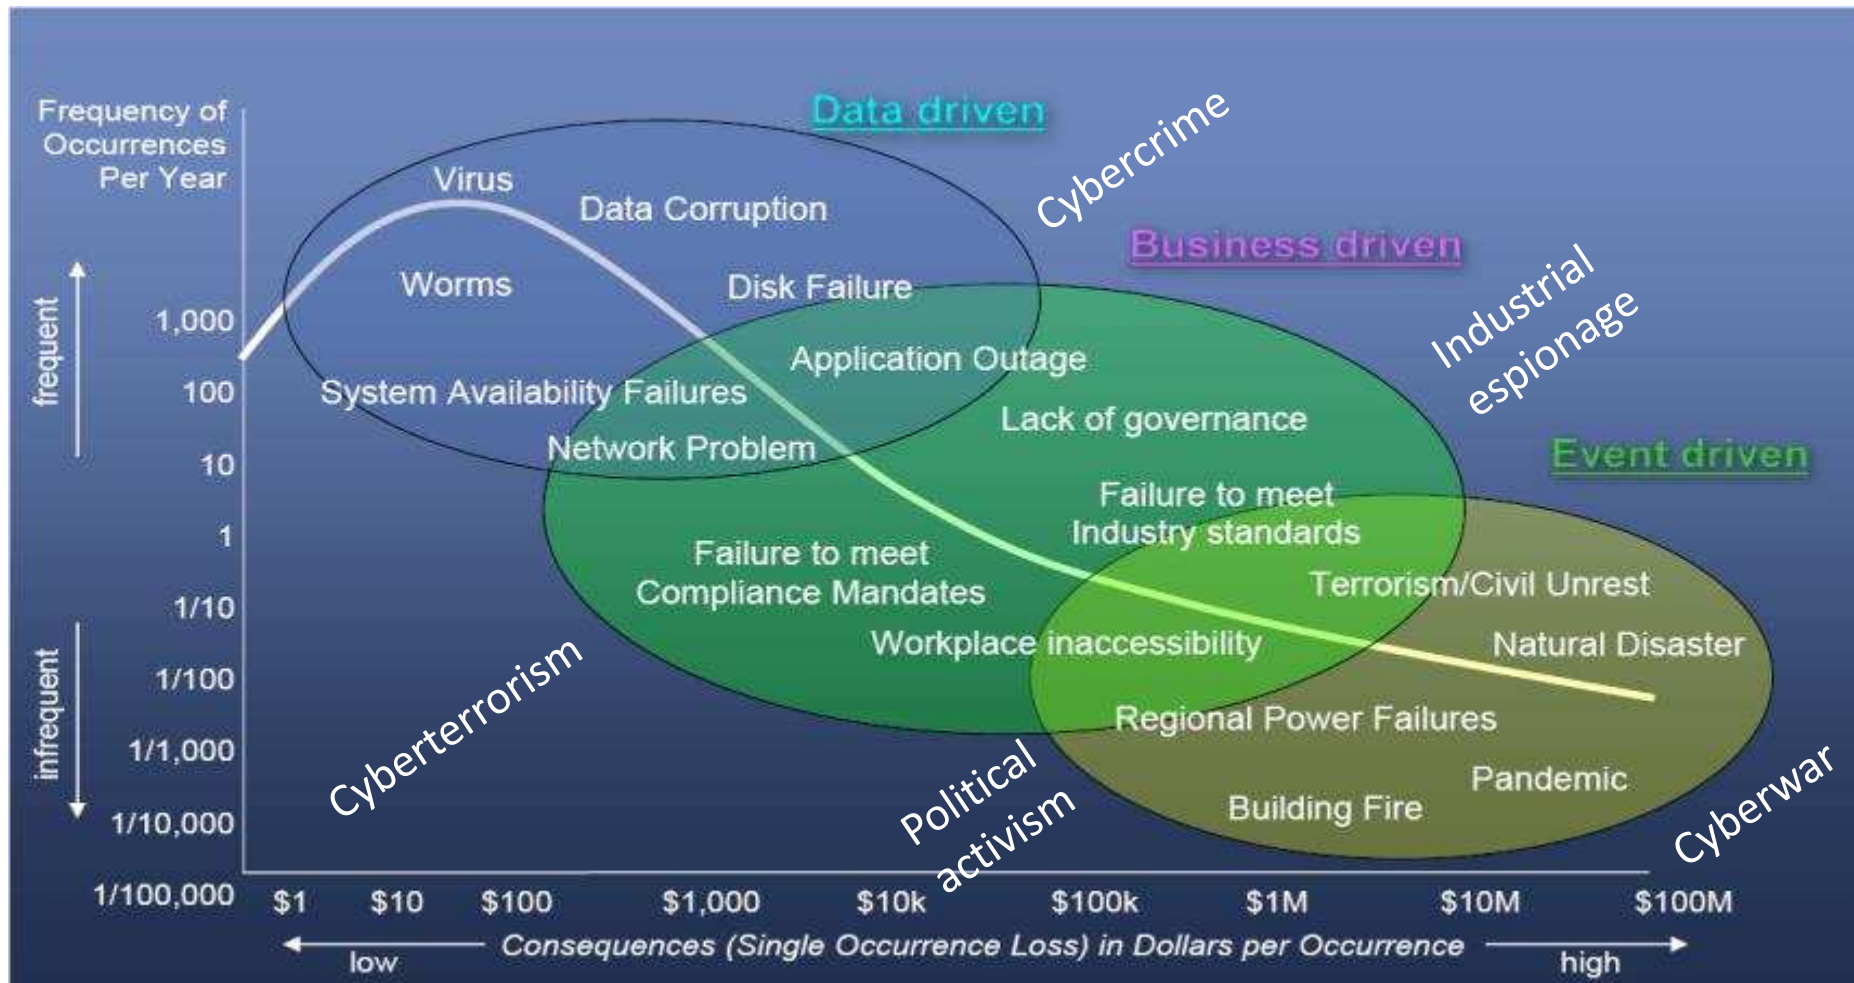 Frequency of
Occurrences
Per Year
Data driven
Cybercrime
Virus
Data Corruption
Business driven
Worms
Disk Failure
Industrial
espionage
frequent
1,000
Application Outage
100
System Availability Failures
Lack of governance
Network Problem
10
Event driven
Failure to meet
Industry standards
1
Failure to meet
Compliance Mandates
Terrorism/Civil Unrest
1/10
Workplace inaccessibility
Natural Disaster
1/100
infrequent
Regional Power Failures
1/1,000
Cyberterrorism
Political
activism
Pandemic
Building Fire
Cyberwar
1/10,000
1/100,000
$1 $10 $100 $1,000 $10k $100k $1M $10M $100M
Consequences (Single Occurrence Loss) in Dollars per Occurrence
low
high